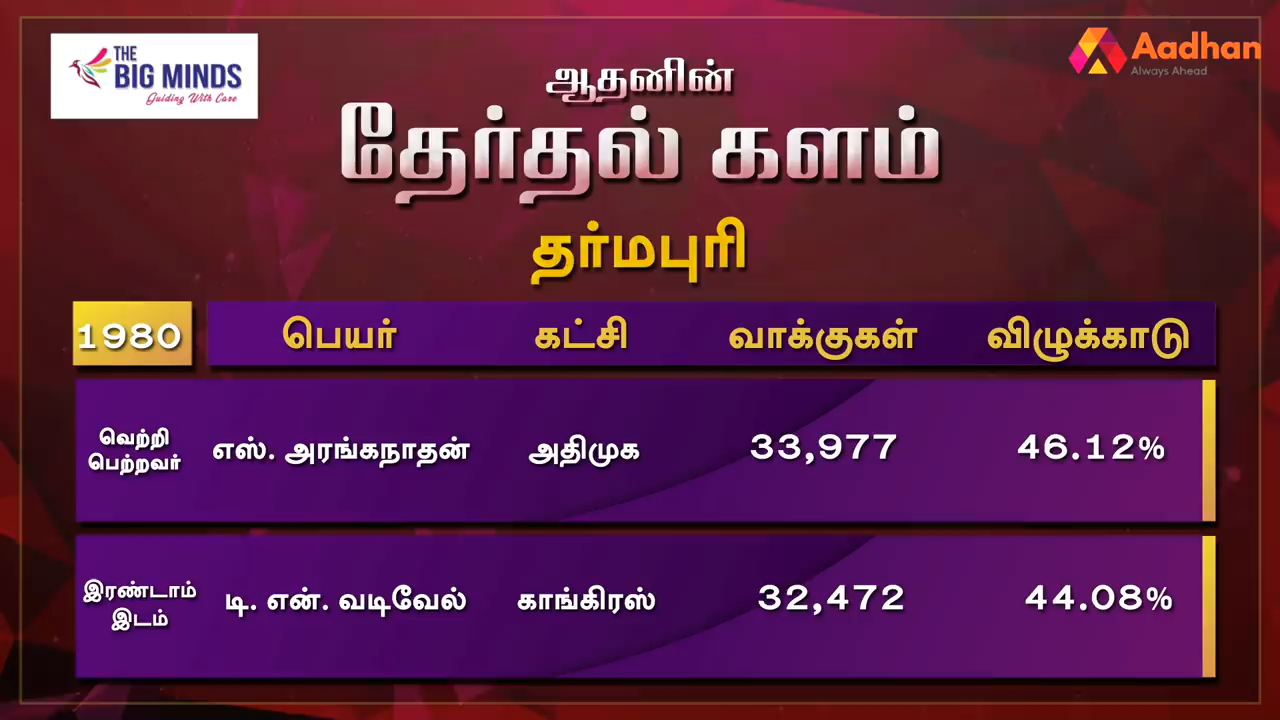 THE
BIG MINDS
Guiding With Care
Aadhan
Always Ahead
ஆதனின்
தேர்தல் களம்
தர்மபுரி
1980 பெயர் கட்சி வாக்குகள் விழுக்காடு
வெற்றி
பெற்றவர் எஸ். அரங்கநாதன் அதிமுக 33,977 46.12%
இரண்டாம்
இடம் டி. என். வடிவேல் காங்கிரஸ் 32,472 44.08%